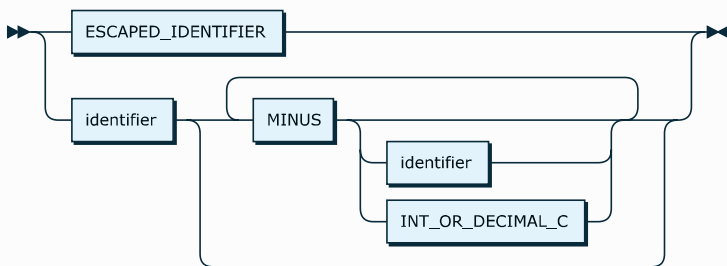 ESCAPED_IDENTIFIER
identifier
MINUS
identifier
INT_OR_DECIMAL_C